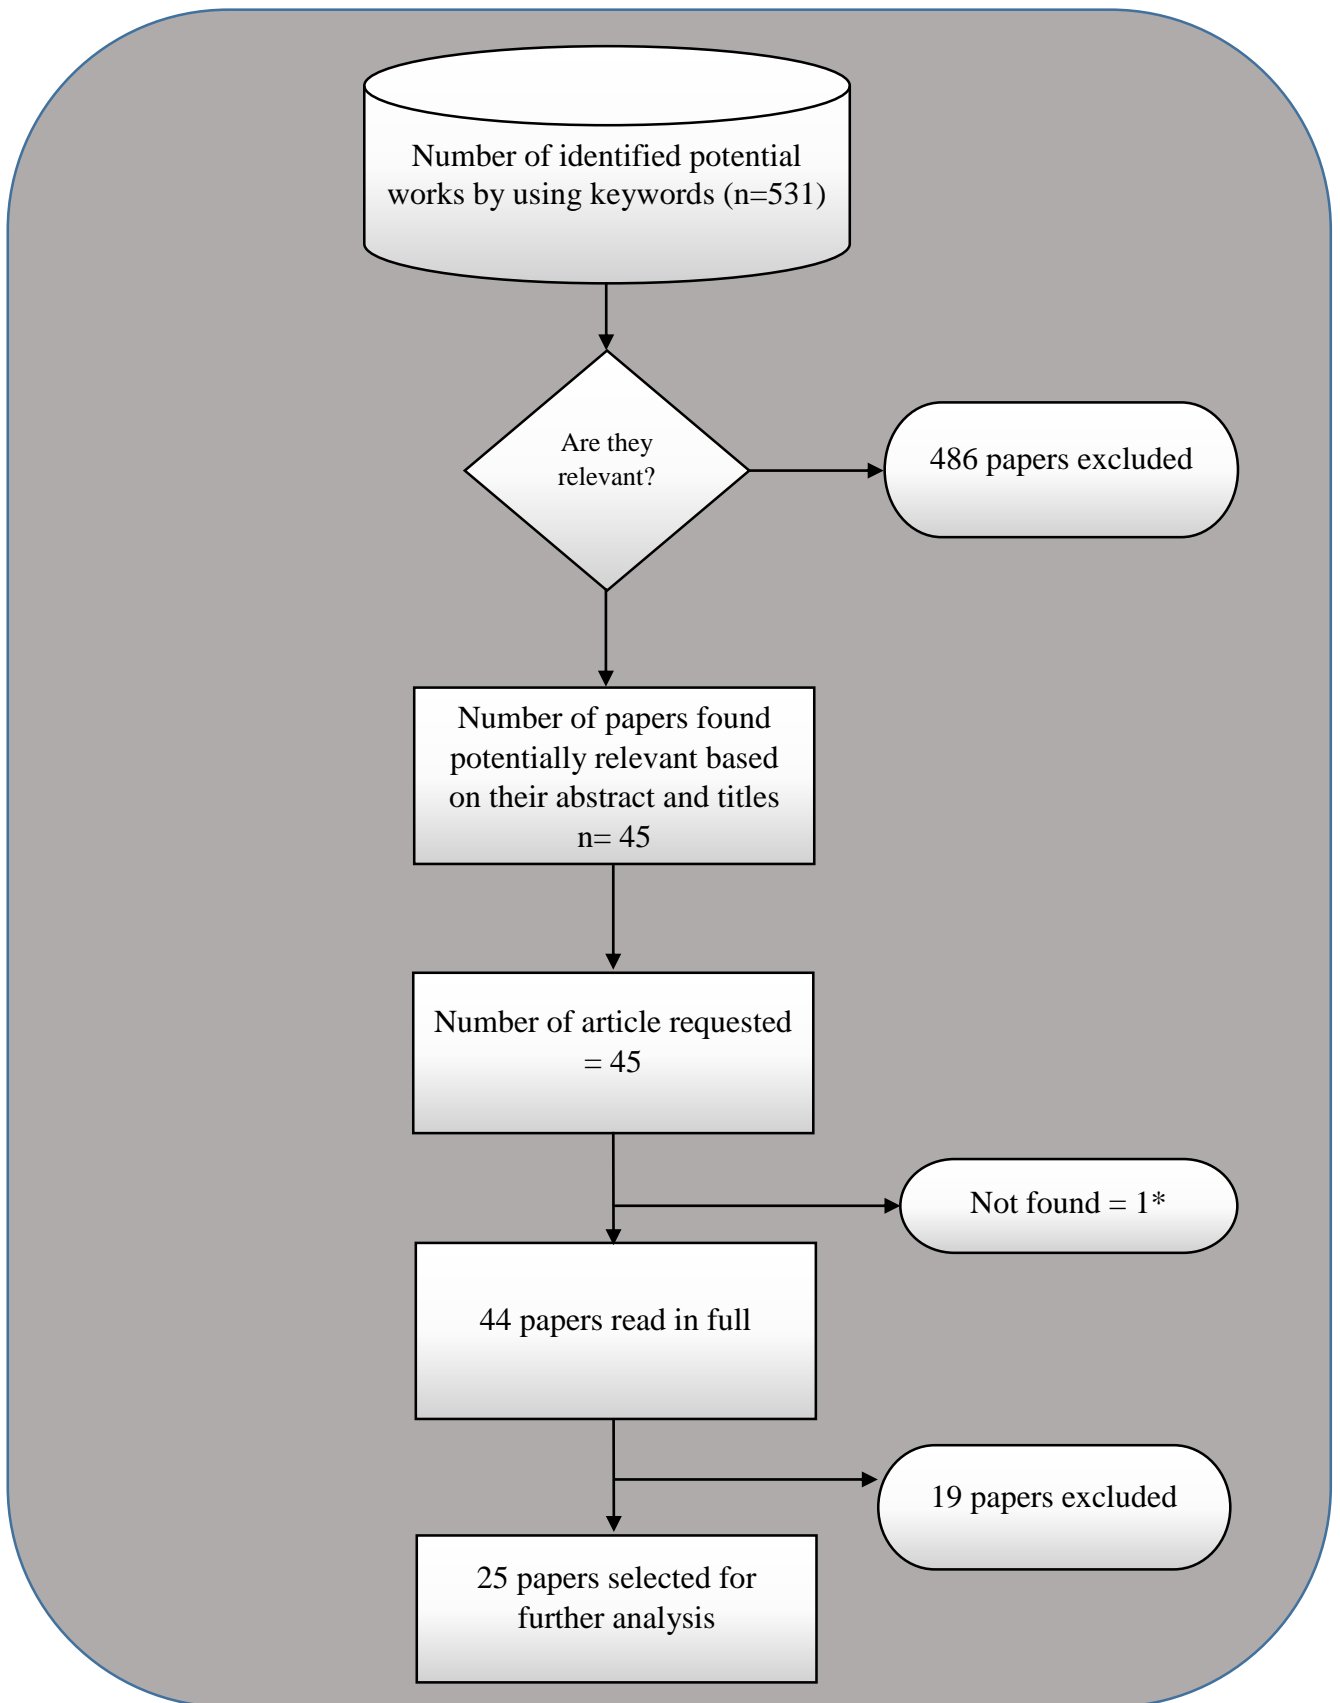 Number of identified potential
works by using keywords (n=531)
Are they
relevant?
486 papers excluded
Number of papers found
potentially relevant based
on their abstract and titles
n= 45
Number of article requested
= 45
Not found = 1*
44 papers read in full
19 papers excluded
25 papers selected for
further analysis